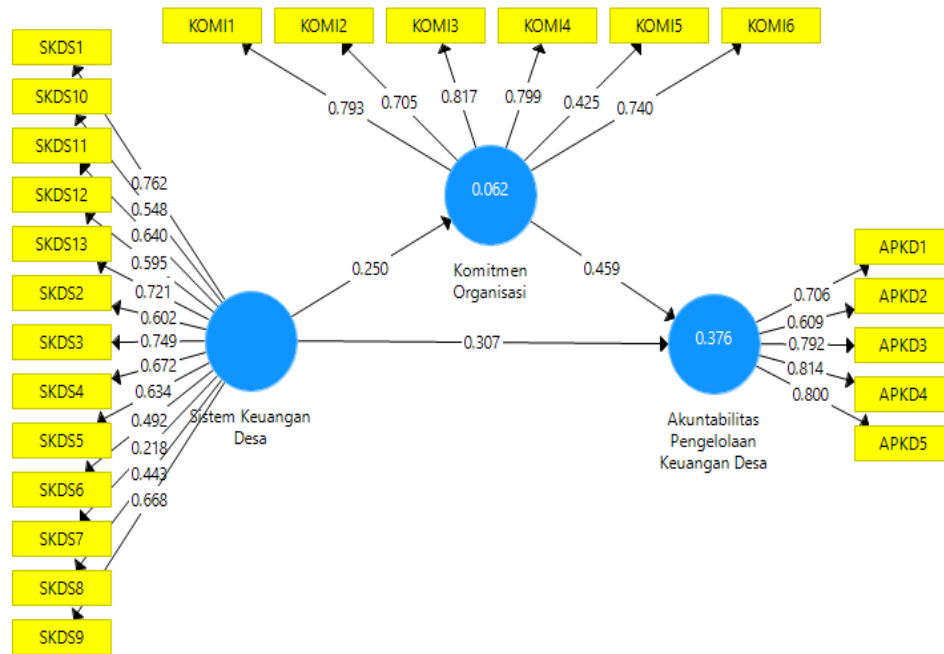 KOMI1 KOMI2 KOMI3 KOMI4 KOMI5 KOMI6
SKDS1
SKDS10
SKDS11
SKDS12
SKDS13
SKDS2
SKDS3
SKDS4
SKDS5
SKDS6
SKDS7
SKDS8
SKDS9
0.793 0.705 0.817 0.799 0.425 0.740
0.762
0.548
0.640
0.595
0.721
0.602
0.749
0.672
0.634
0.492
0.218
0.443
0.668
0.062
Komitmen
Organisasi
0.250
0.459
0.307
Sistem Keuangan
Desa
0.376
Akuntabilitas
Pengelolaan
Keuangan Desa
0.706
0.609
0.792
0.814
0.800
APKD1
APKD2
APKD3
APKD4
APKD5